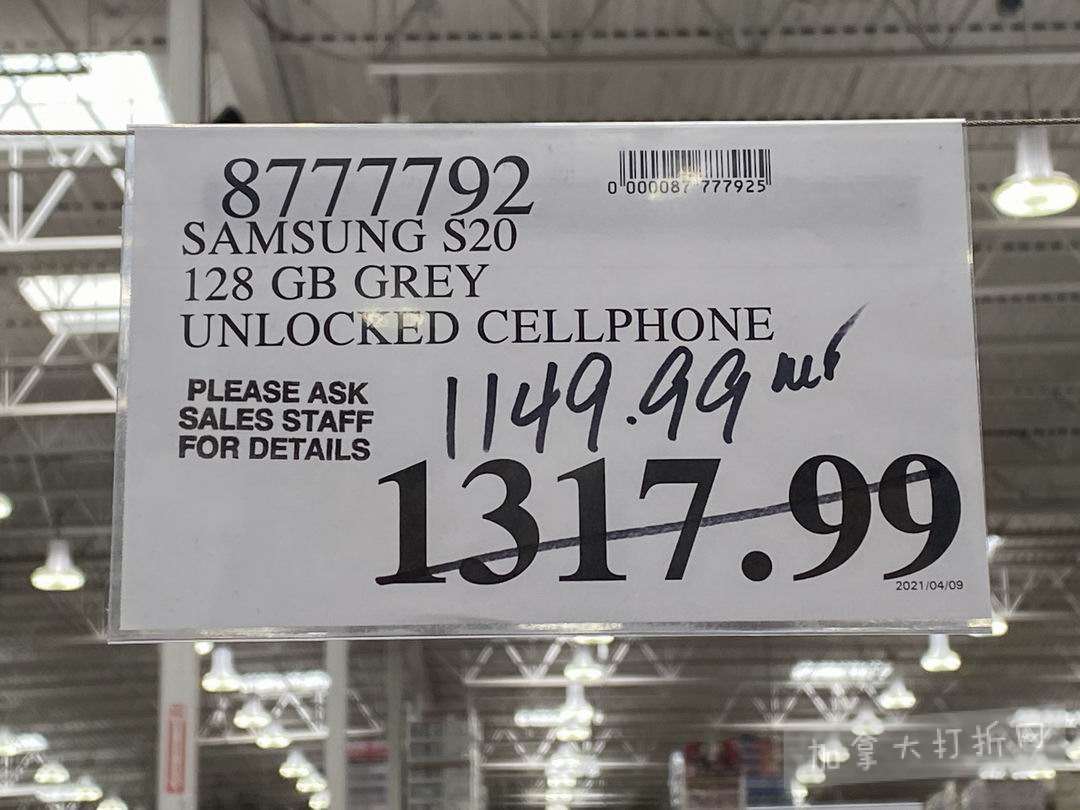 8777792
0 000087 777925
SAMSUNG S20
128 GB GREY
UNLOCKED CELLPHONE
PLEASE ASK
SALES STAFF
FOR DETAILS
1149.99
1317.99
2021/04/09
加拿大打折网